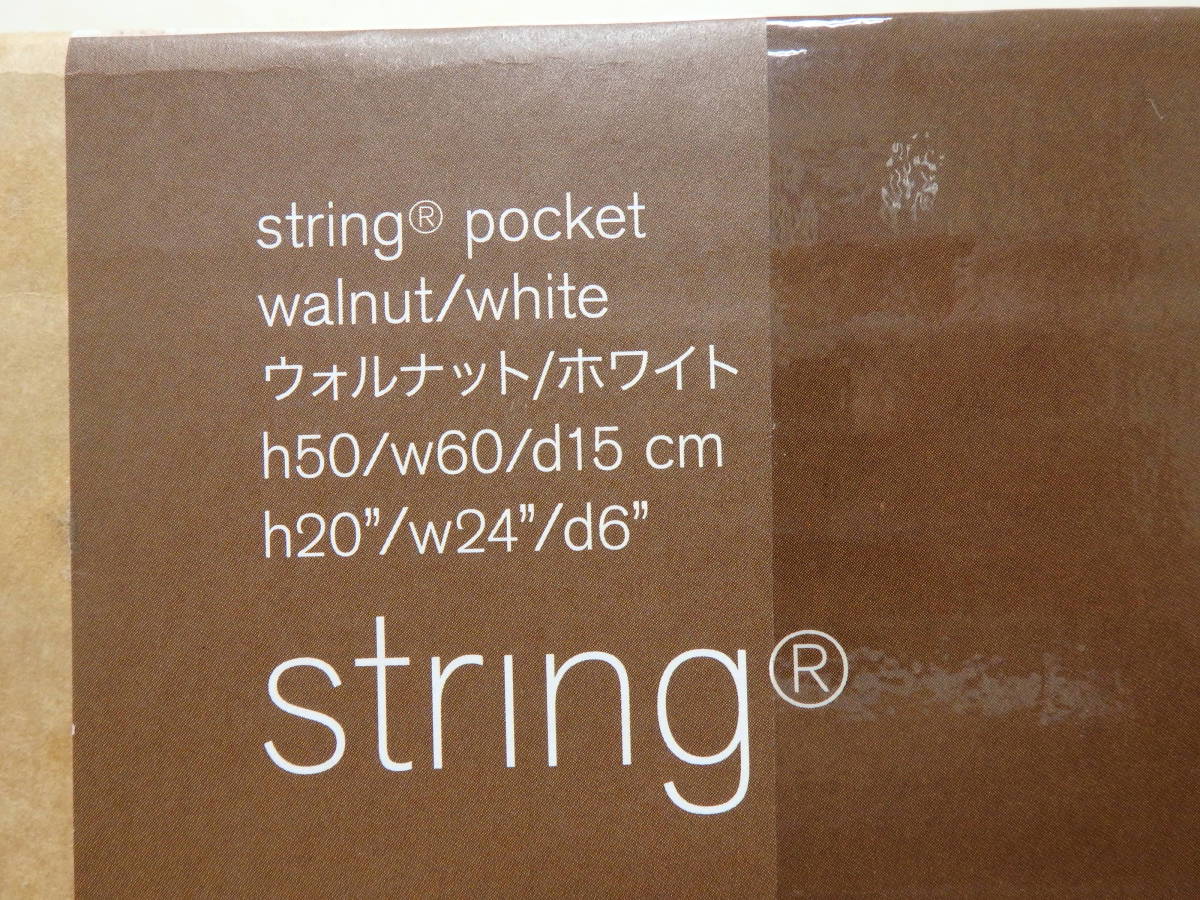 string® pocket
walnut/white
ウォルナット/ホワイト
h50/w60/d15 cm
h20”/w24”/d6”
string®